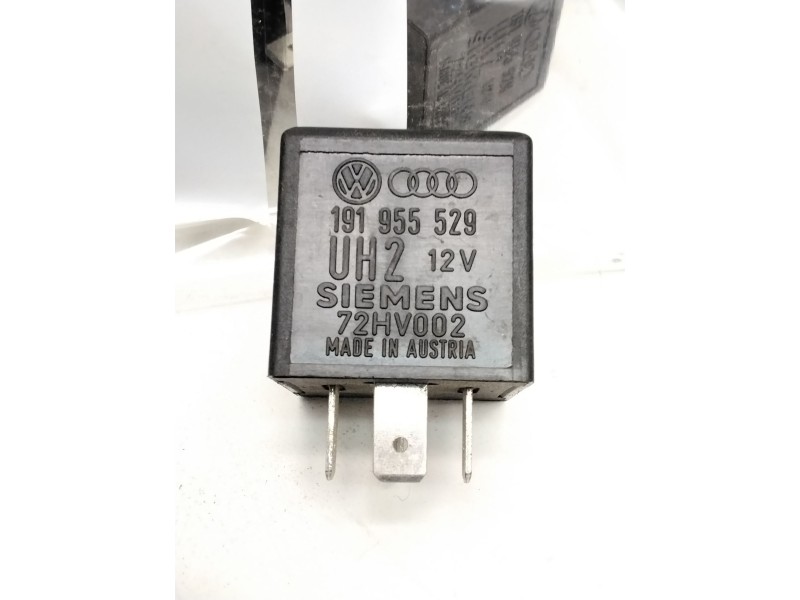 191 955 529
UH2 12V
SIEMENS
72HV002
MADE IN AUSTRIA